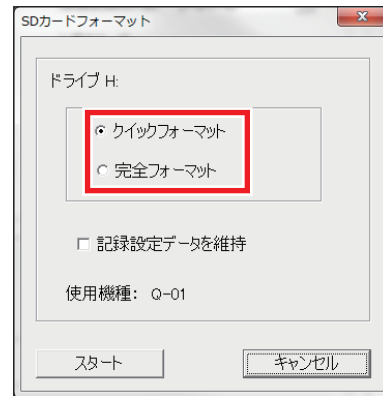 SDカードフォーマット
ドライブ H:
クイックフォーマット
完全フォーマット
記録設定データを維持
使用機種: Q-01
スタート
キャンセル